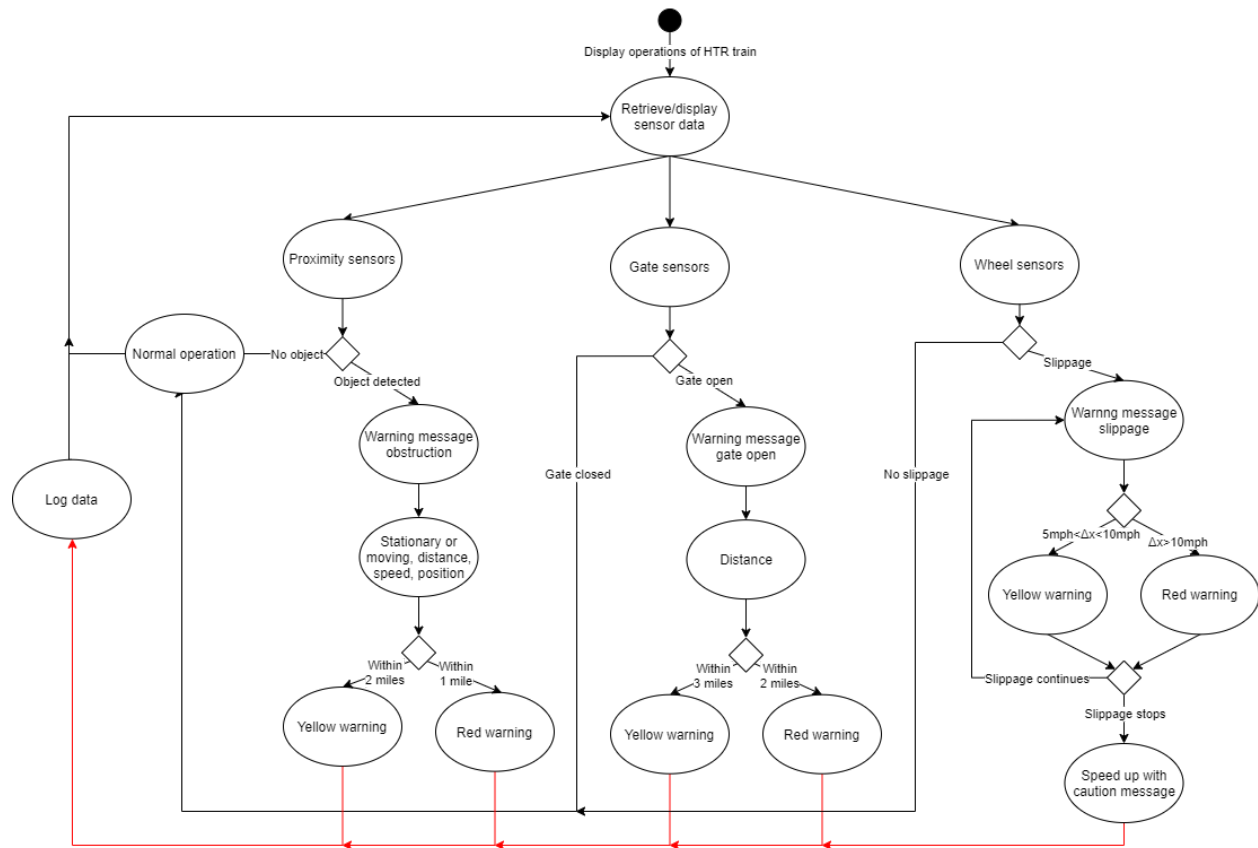 Display operations of HTR train
Retrieve/display
sensor data
Proximity sensors
Gate sensors
Wheel sensors
Normal operation
No object
Object detected
Gate open
Slippage
Warning message
obstruction
Warning message
gate open
Warnng message
slippage
Gate closed
No slippage
Log data
Stationary or
moving, distance,
speed, position
Distance
5mph<Δx<10mph
Δx>10mph
Yellow warning
Red warning
Within
2 miles
Within
1 mile
Within
3 miles
Within
2 miles
Slippage continues
Slippage stops
Yellow warning
Red warning
Yellow warning
Red warning
Speed up with
caution message